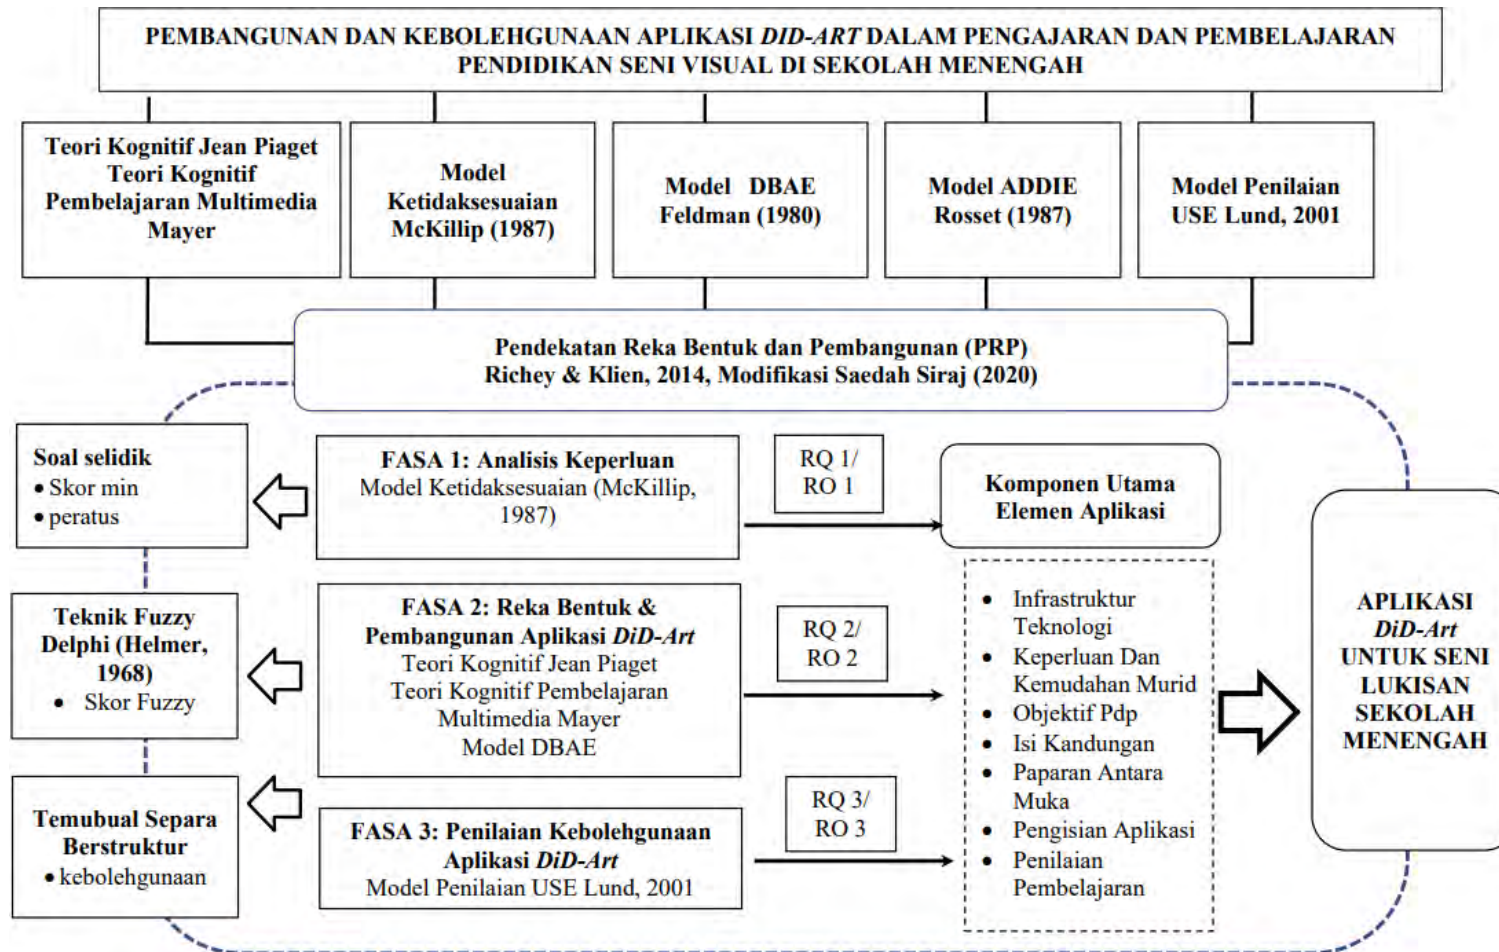 PEMBANGUNAN DAN KEBOLEHGUNAAN APLIKASI DID-ART DALAM PENGAJARAN DAN PEMBELAJARAN
PENDIDIKAN SENI VISUAL DI SEKOLAH MENENGAH
Teori Kognitif Jean Piaget
Teori Kognitif
Pembelajaran Multimedia
Mayer
Model
Ketidaksesuaian
McKillip (1987)
Model DBAE
Feldman (1980)
Model ADDIE
Rosset (1987)
Model Penilaian
USE Lund, 2001
Pendekatan Reka Bentuk dan Pembangunan (PRP)
Richey & Klien, 2014, Modifikasi Saedah Siraj (2020)
Soal selidik
• Skor min
• peratus
FASA 1: Analisis Keperluan
Model Ketidaksesuaian (McKillip,
1987)
RQ 1/
RO 1
Komponen Utama
Elemen Aplikasi
Teknik Fuzzy
Delphi (Helmer,
1968)
• Skor Fuzzy
FASA 2: Reka Bentuk &
Pembangunan Aplikasi DiD-Art
Teori Kognitif Jean Piaget
Teori Kognitif Pembelajaran
Multimedia Mayer
Model DBAE
RQ 2/
RO 2
• Infrastruktur
Teknologi
• Keperluan Dan
Kemudahan Murid
• Objektif Pdp
• Isi Kandungan
• Paparan Antara
Muka
• Pengisian Aplikasi
• Penilaian
Pembelajaran
APLIKASI
DiD-Art
UNTUK SENI
LUKISAN
SEKOLAH
MENENGAH
Temubual Separa
Berstruktur
• kebolehgunaan
FASA 3: Penilaian Kebolehgunaan
Aplikasi DiD-Art
Model Penilaian USE Lund, 2001
RQ 3/
RO 3